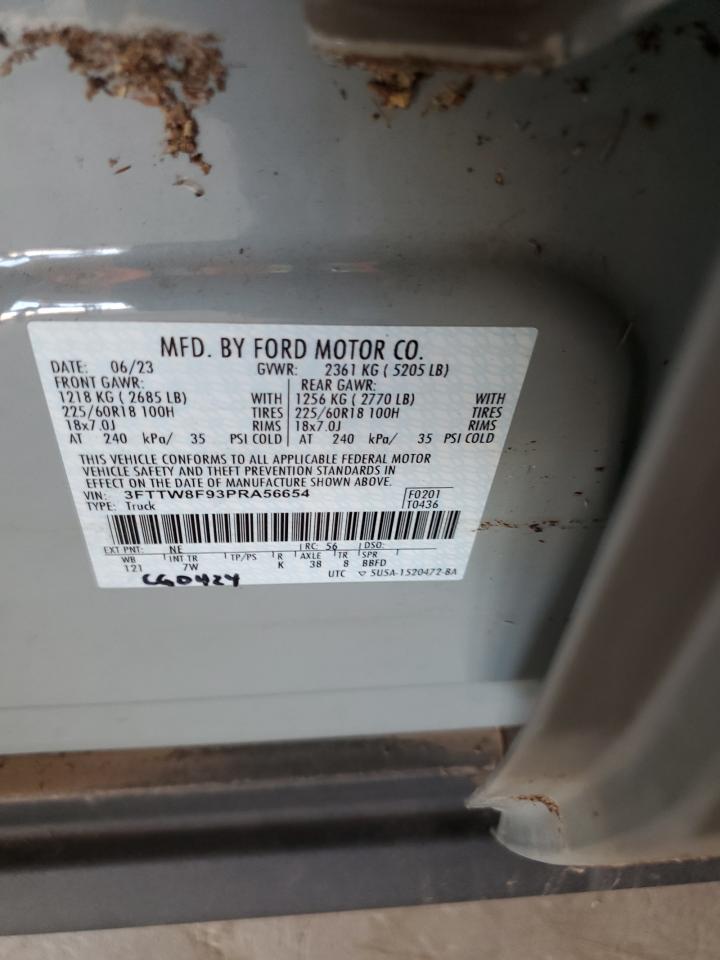 MFD. BY FORD MOTOR CO.
DATE: 06/23 GVWR: 2361 KG ( 5205 LB)
FRONT GAWR: REAR GAWR:
1218 KG ( 2685 LB) WITH 1256 KG ( 2770 LB) WITH
225/60R18 100H TIRES 225/60R18 100H TIRES
18x7.0J RIMS 18x7.0J RIMS
AT 240 kPa/ 35 PSI COLD AT 240 kPa/ 35 PSI COLD
THIS VEHICLE CONFORMS TO ALL APPLICABLE FEDERAL MOTOR
VEHICLE SAFETY AND THEFT PREVENTION STANDARDS IN
EFFECT ON THE DATE OF MANUFACTURE SHOWN ABOVE.
VIN: 3FTTW8F93PRA56654 F0201
TYPE: Truck T0436
EXT PNT: NE RC: 56 DSO:
WB INT TR TP/PS R AXLE TR SPR
121 7W K 38 8 BBFD
UTC 5U5A-1520472-BA
CG0424